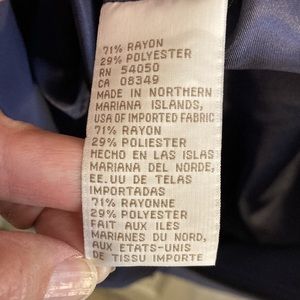 71% RAYON
29% POLYESTER
RN 54050
CA 08349
MADE IN NORTHERN
MARIANA ISLANDS,
USA OF IMPORTED FABRIC
71% RAYON
29% POLIESTER
HECHO EN LAS ISLAS
MARIANA DEL NORDE,
EE.UU DE TELAS
IMPORTADAS
71% RAYONNE
29% POLYESTER
FAIT AUX ILES
MARIANES DU NORD,
AUX ETATS-UNIS
DE TISSU IMPORTE